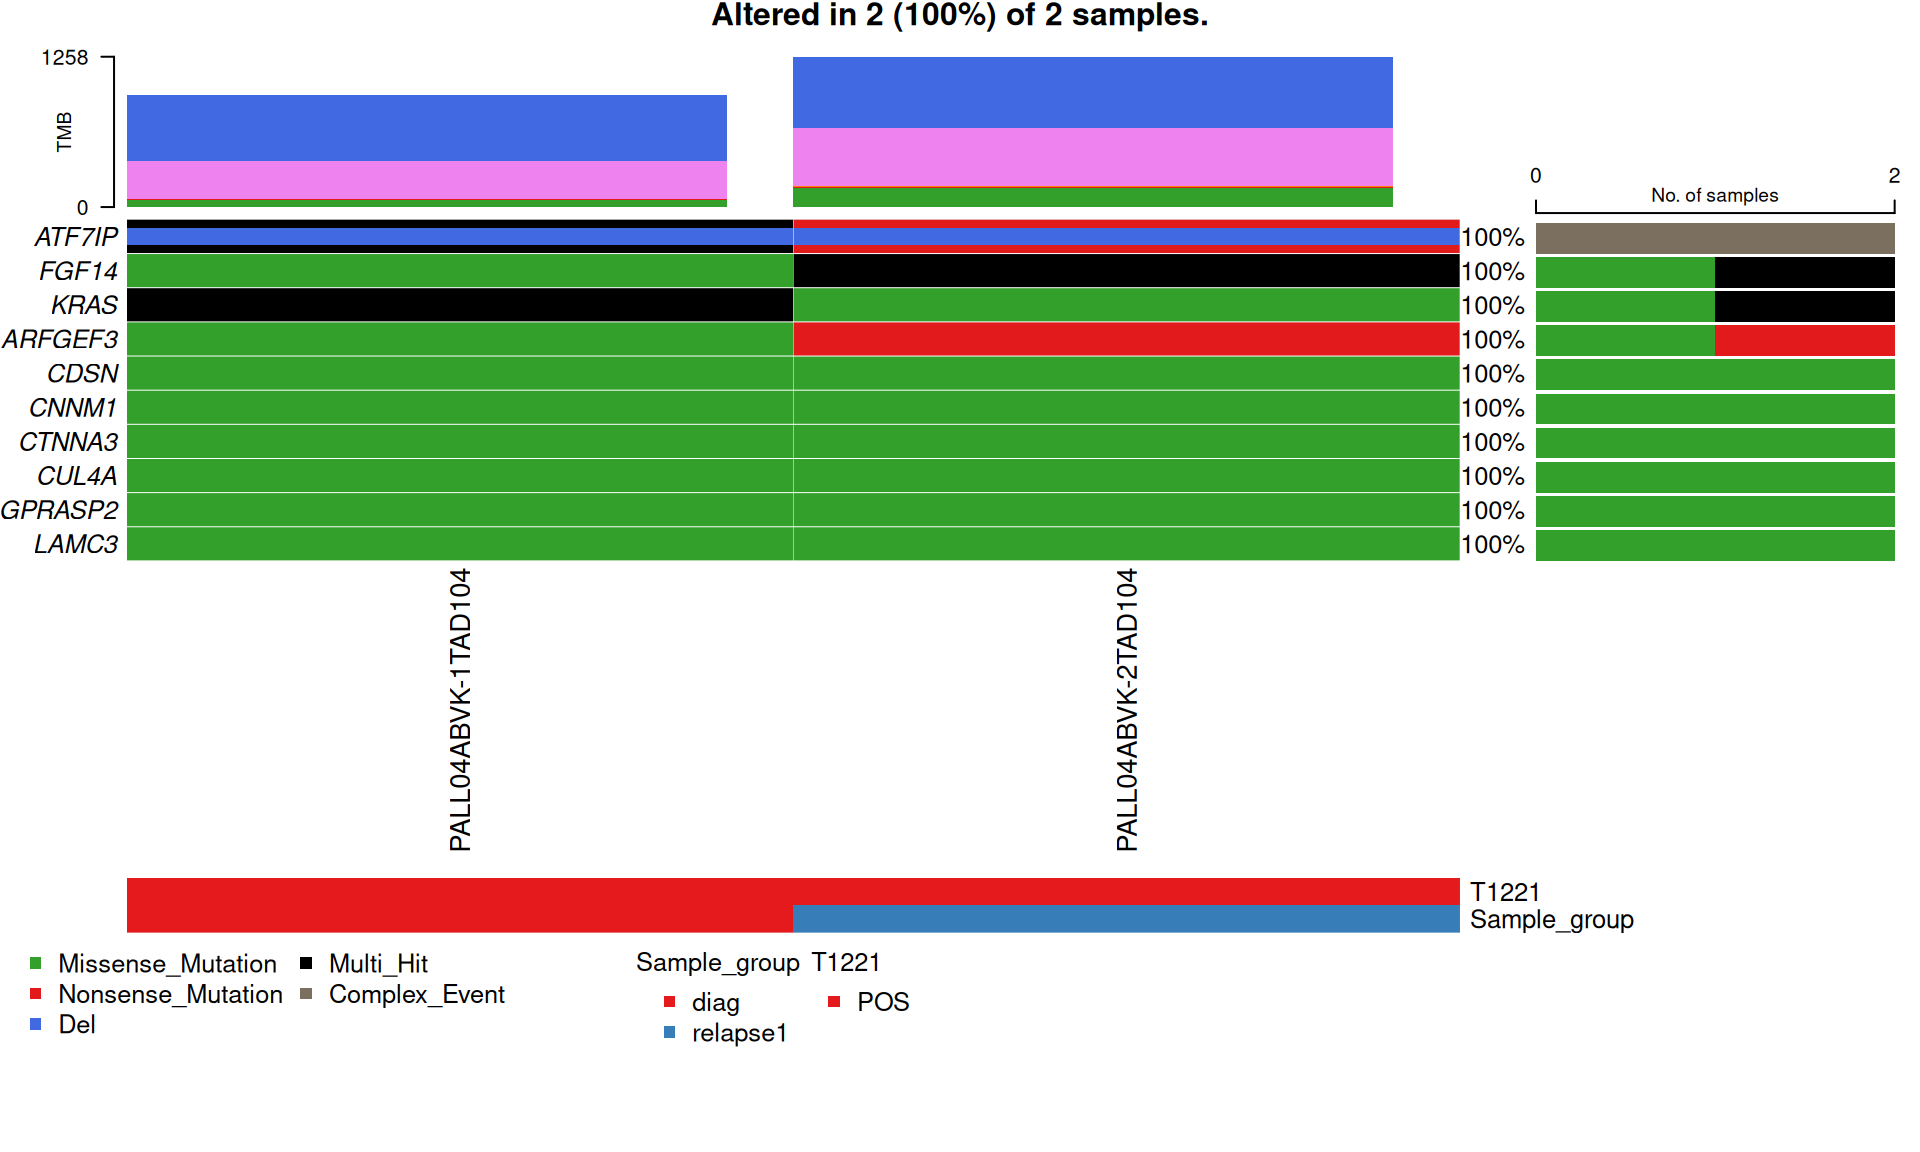 Altered in 2 (100%) of 2 samples.
1258
TMB
0
0
2
No. of samples
ATF7IP 100%
FGF14 100%
KRAS 100%
ARFGEF3 100%
CDSN 100%
CNNM1 100%
CTNNA3 100%
CUL4A 100%
GPRASP2 100%
LAMC3 100%
PALL04ABVK-1TAD104
PALL04ABVK-2TAD104
T1221
Sample_group
Missense_Mutation
Nonsense_Mutation
Del
Multi_Hit
Complex_Event
Sample_group
diag
relapse1
T1221
POS